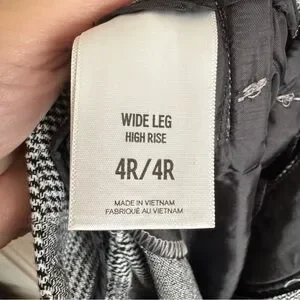 WIDE LEG
HIGH RISE
4R/4R
MADE IN VIETNAM
FABRIQUÉ AU VIETNAM